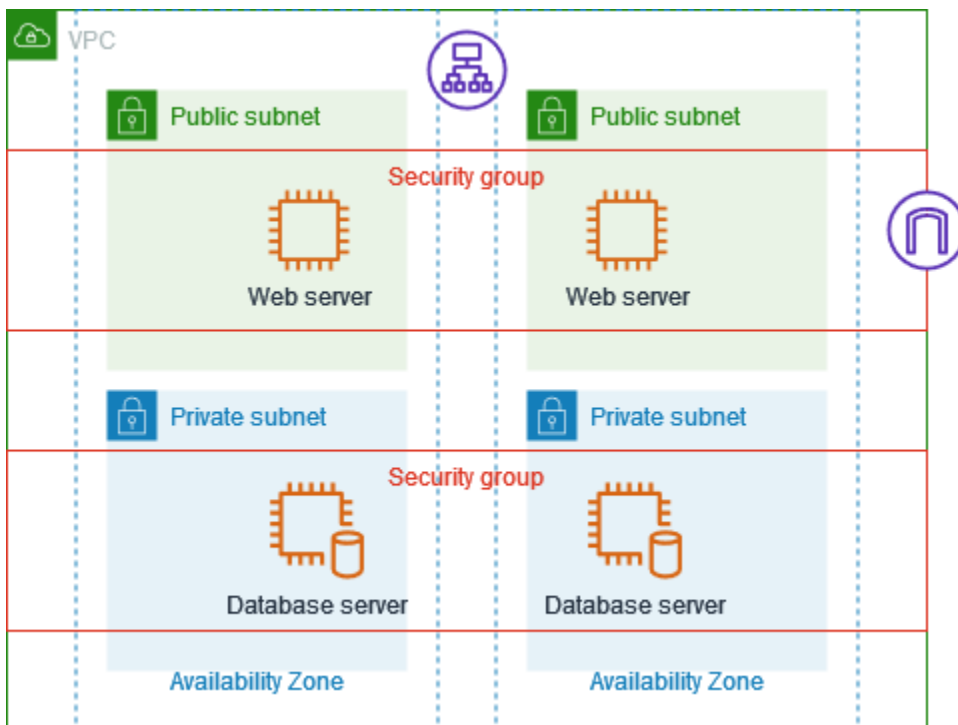 VPC
Public subnet
Public subnet
Security group
Web server
Web server
Private subnet
Private subnet
Security group
Database server
Database server
Availability Zone
Availability Zone